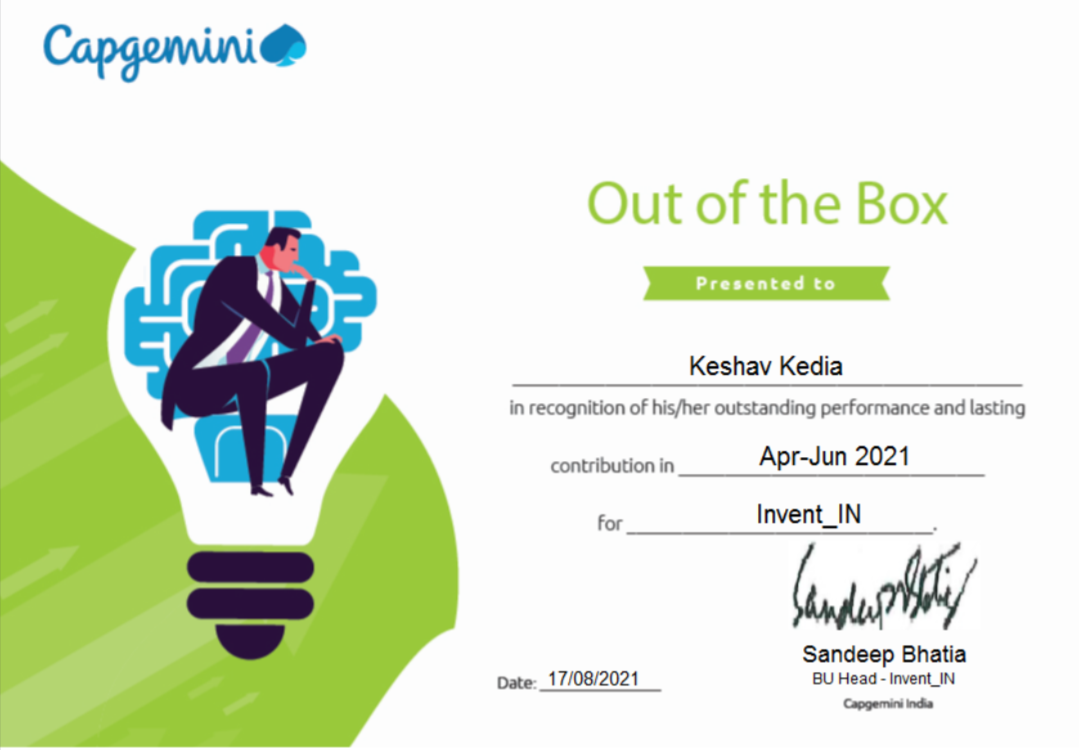 Capgemini
Out of the Box
Presented to
Keshav Kedia
in recognition of his/her outstanding performance and lasting
contribution in Apr-Jun 2021
for Invent_IN.
Sandeep Bhatia
Sandeep Bhatia
BU Head - Invent_IN
Capgemini India
Date: 17/08/2021